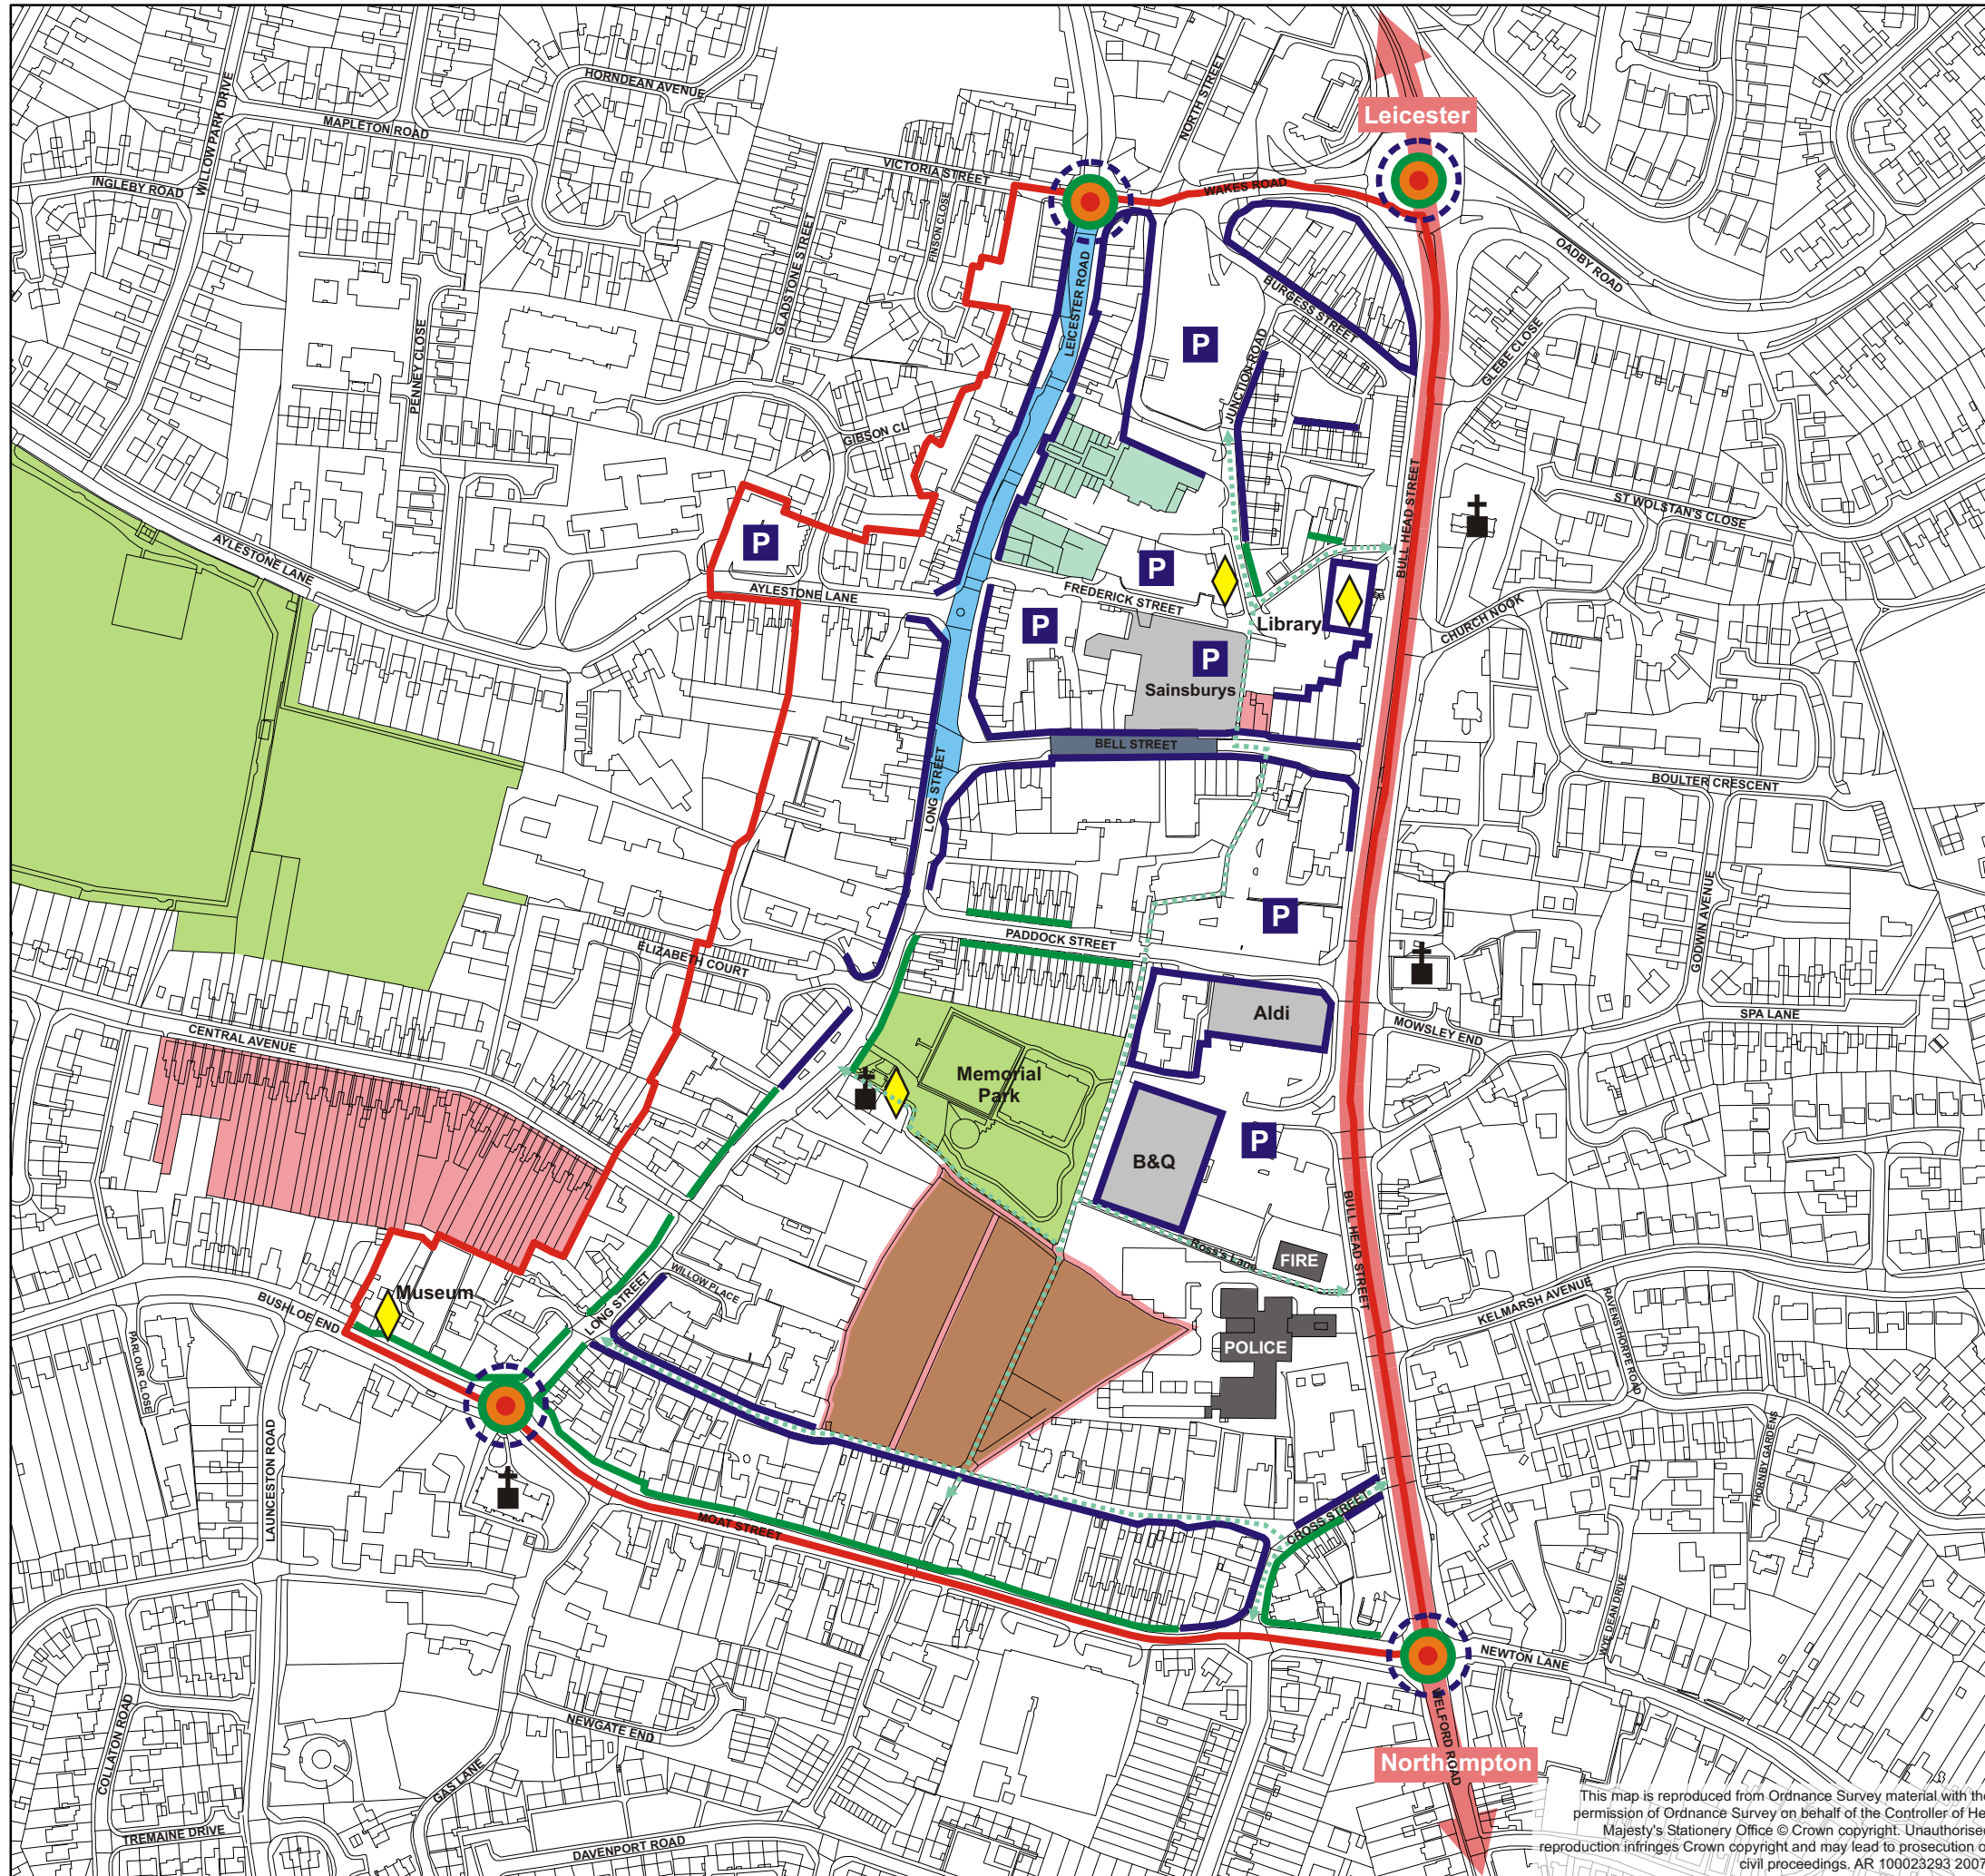 HORNDEAN AVENUE
WILLOW PARK DRIVE
MAPLETON ROAD
NORTH STREET
Leicester
INGLEBY ROAD
VICTORIA STREET
WAKES ROAD
FINSON CLOSE
GLADSTONE STREET
LEICESTER ROAD
OADBY ROAD
BURGESS STREET
P
GLEBE CLOSE
PENNEY CLOSE
JUNCTION ROAD
GIBSON CL
BULL HEAD STREET
ST WOLSTAN'S CLOSE
AYLESTONE LANE
P
P
AYLESTONE LANE
FREDERICK STREET
P
Library
CHURCH NOOK
P
Sainsburys
BELL STREET
LONG STREET
BOULTER CRESCENT
P
PADDOCK STREET
ELIZABETH COURT
GODWIN AVENUE
Aldi
SPA LANE
MOWSLEY END
CENTRAL AVENUE
Memorial
Park
P
B&Q
BULL HEAD STREET
Ross's Lane
FIRE
WILLOW PLACE
Museum
LONG STREET
BUSHLOE END
KELMARSH AVENUE
RAVENSTHORPE ROAD
POLICE
PARLOUR CLOSE
LAUNCESTON ROAD
THORNBY GARDENS
MOAT STREET
CROSS STREET
WYE DEAN DRIVE
NEWTON LANE
COLLATON ROAD
NEWGATE END
WELFORD ROAD
Northampton
GAS LANE
TREMAINE DRIVE
DAVENPORT ROAD
This map is reproduced from Ordnance Survey material with the
permission of Ordnance Survey on behalf of the Controller of He
Majesty's Stationery Office © Crown copyright. Unauthorised
reproduction infringes Crown copyright and may lead to prosecution o
civil proceedings. AR 100023293 2007